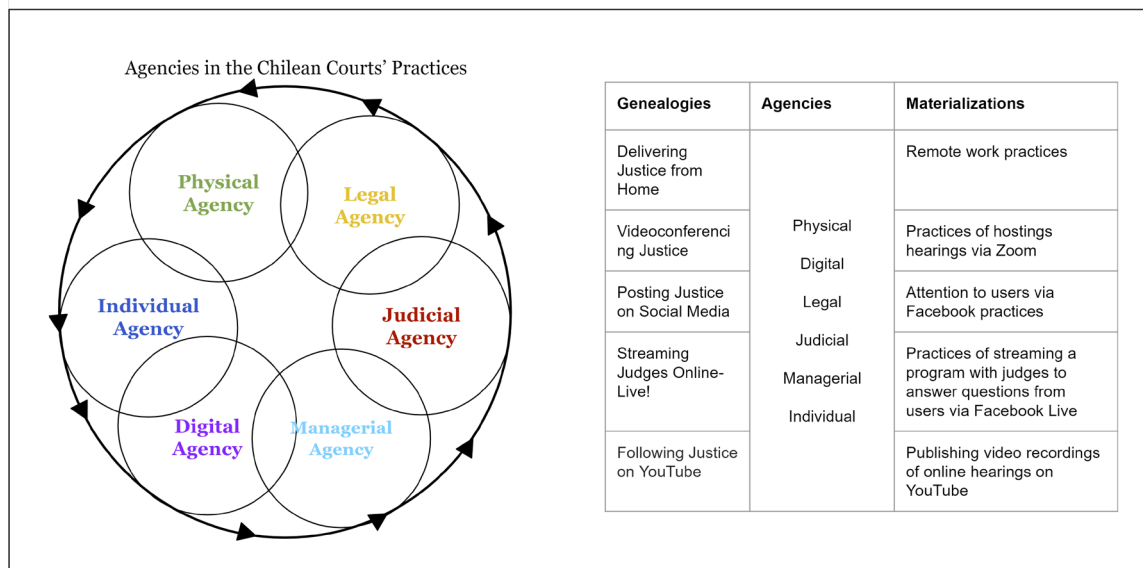 Agencies in the Chilean Courts’ Practices
Physical
Agency
Legal
Agency
Individual
Agency
Judicial
Agency
Digital
Agency
Managerial
Agency
Genealogies
Agencies
Materializations
Delivering
Justice from
Home
Remote work practices
Videoconferenci
ng Justice
Practices of hostings
hearings via Zoom
Posting Justice
on Social Media
Attention to users via
Facebook practices
Streaming
Judges Online-
Live!
Practices of streaming a
program with judges to
answer questions from
users via Facebook Live
Following Justice
on YouTube
Publishing video recordings
of online hearings on
YouTube
Physical
Digital
Legal
Judicial
Managerial
Individual